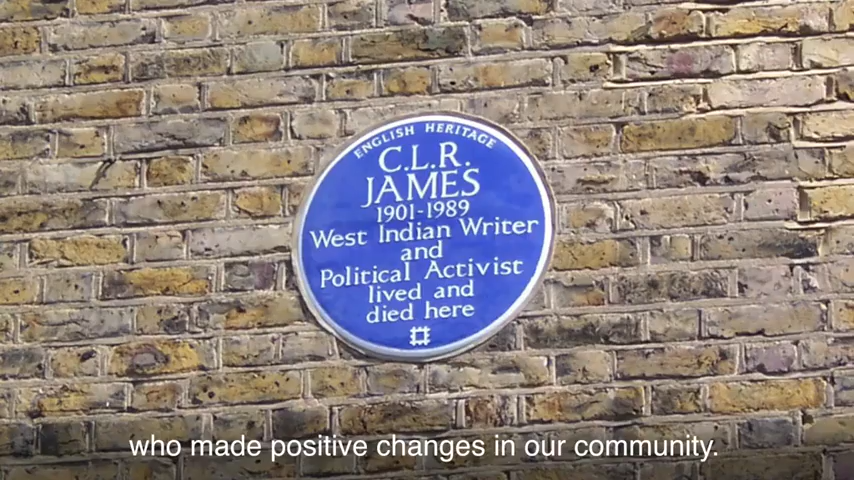 ENGLISH HERITAGE
C.L.R.
JAMES
1901-1989
West Indian Writer
and
Political Activist
lived and
died here
who made positive changes in our community.